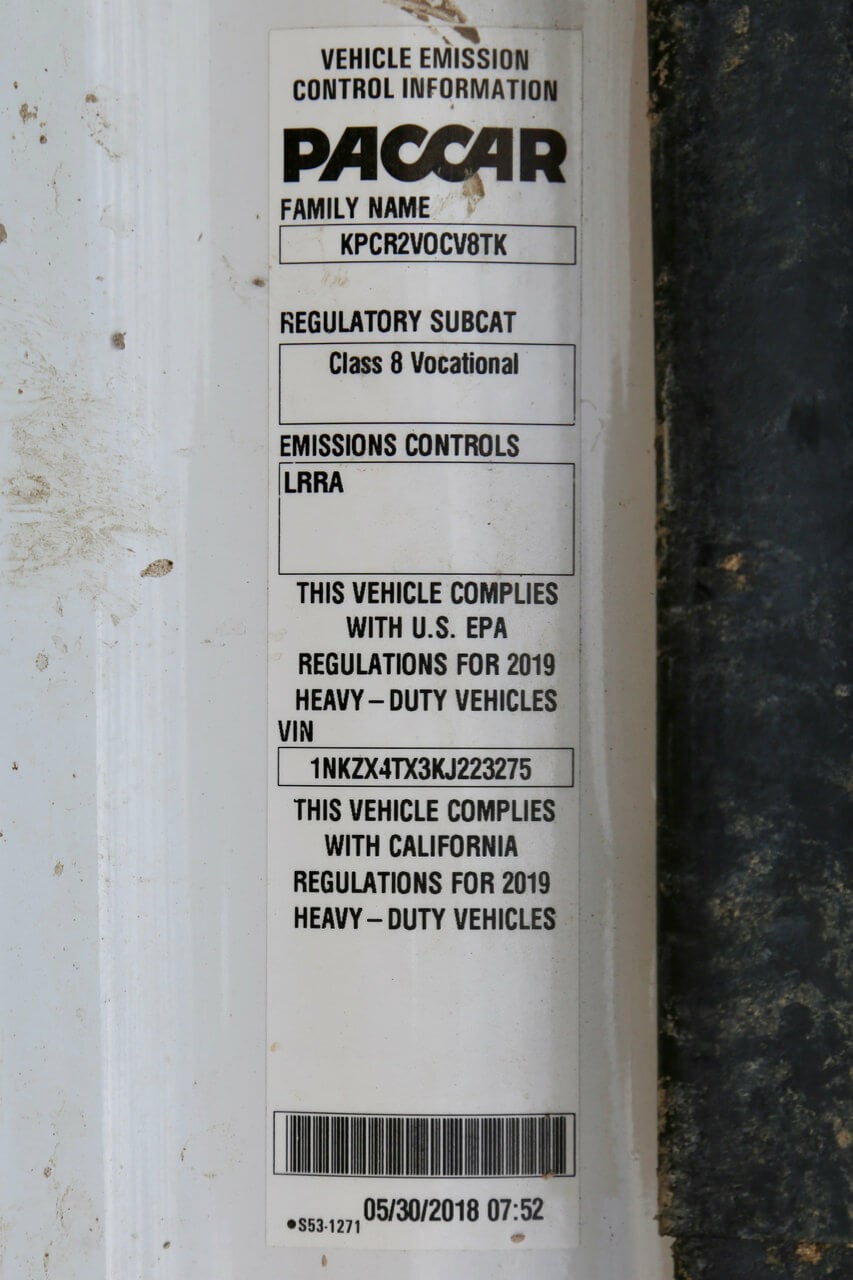 VEHICLE EMISSION
CONTROL INFORMATION
PACCAR
FAMILY NAME
KPCR2VOCV8TK
REGULATORY SUBCAT
Class 8 Vocational
EMISSIONS CONTROLS
LRRA
THIS VEHICLE COMPLIES
WITH U.S. EPA
REGULATIONS FOR 2019
HEAVY–DUTY VEHICLES
VIN
1NKZX4TX3KJ223275
THIS VEHICLE COMPLIES
WITH CALIFORNIA
REGULATIONS FOR 2019
HEAVY–DUTY VEHICLES
•S53-1271 05/30/2018 07:52